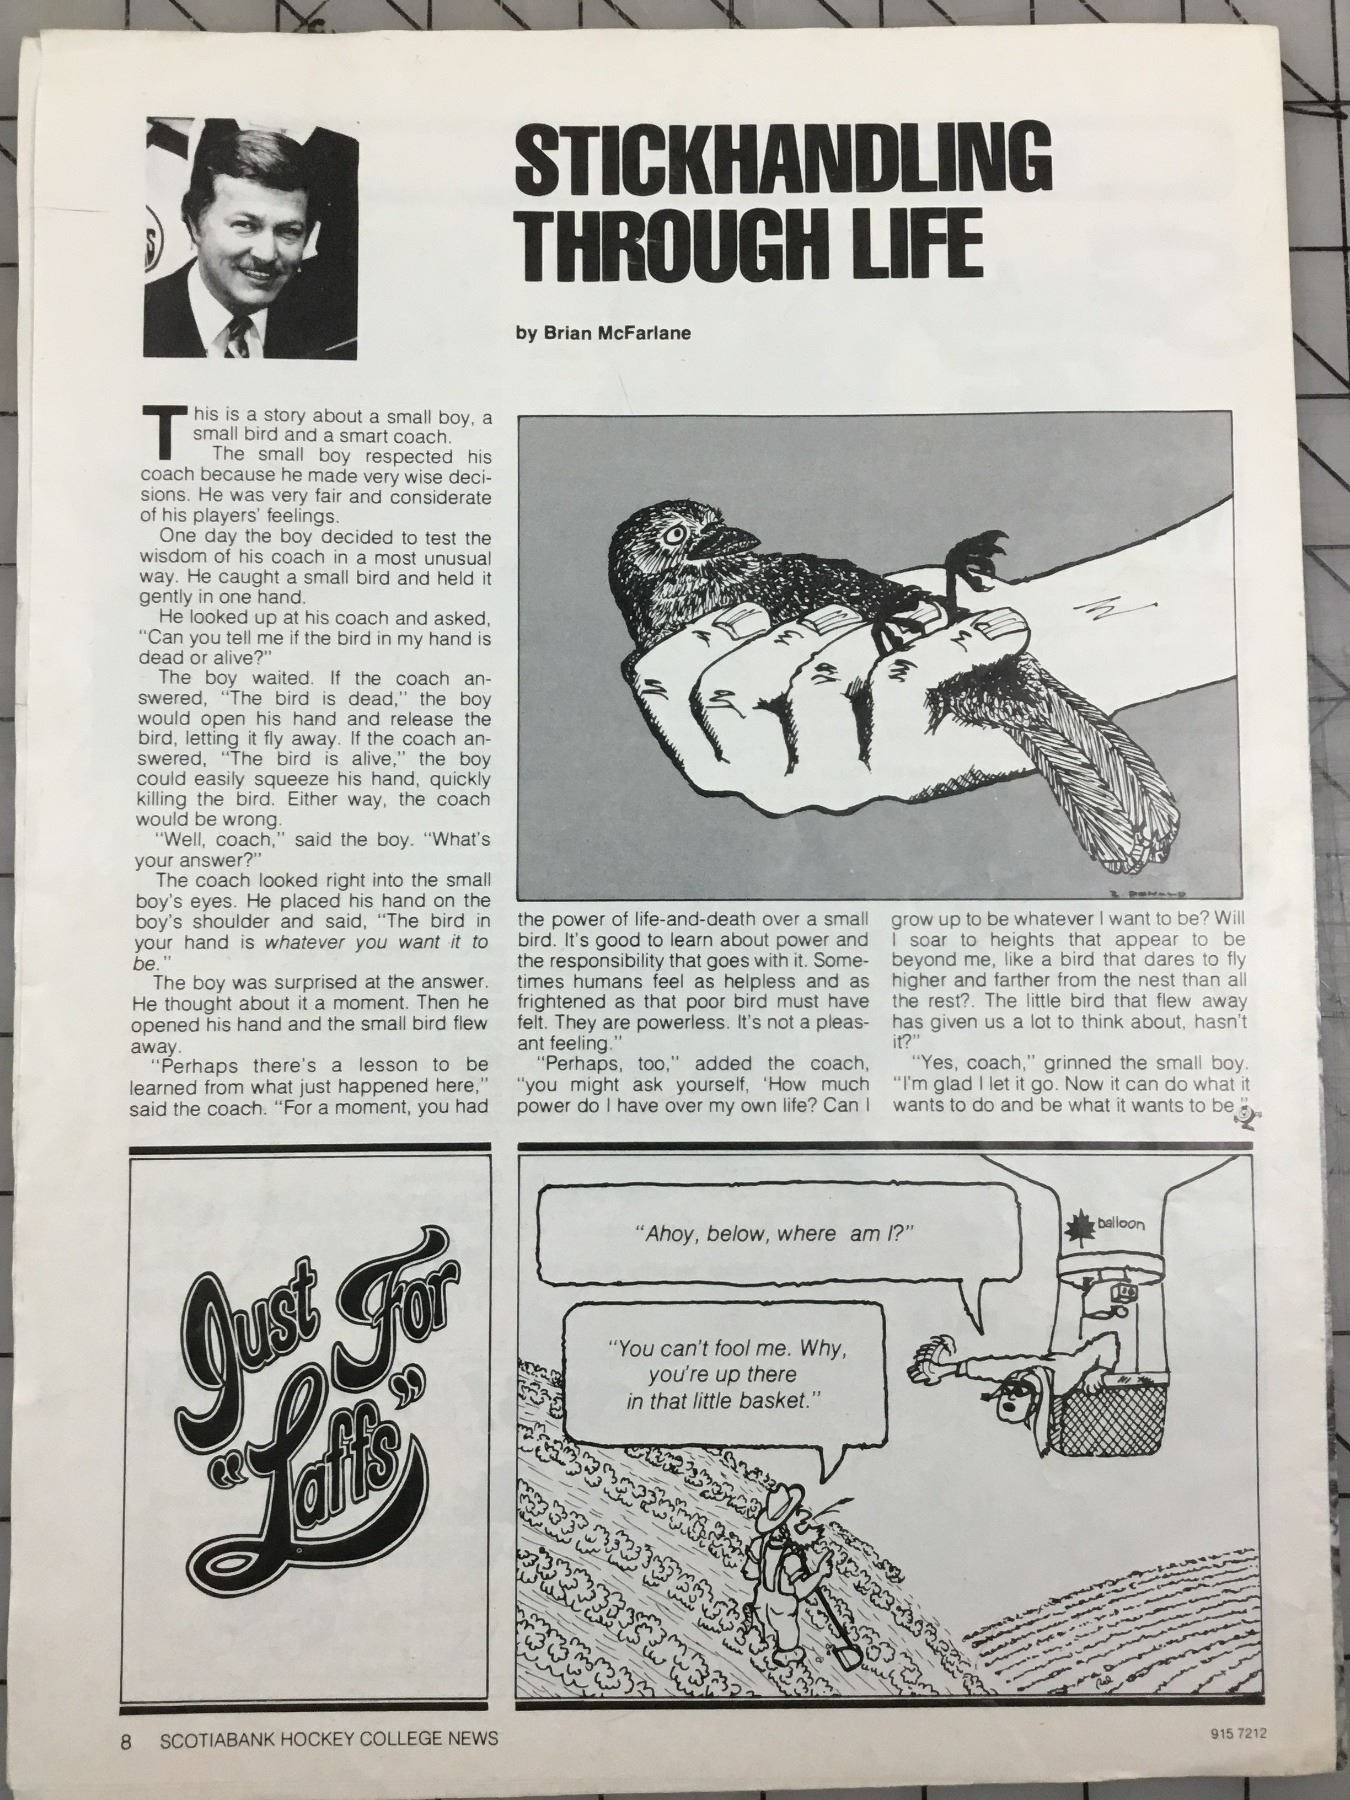 STICKHANDLING
THROUGH LIFE
by Brian McFarlane
This is a story about a small boy, a
small bird and a smart coach.
The small boy respected his
coach because he made very wise deci-
sions. He was very fair and considerate
of his players' feelings.
One day the boy decided to test the
wisdom of his coach in a most unusual
way. He caught a small bird and held it
gently in one hand.
He looked up at his coach and asked,
"Can you tell me if the bird in my hand is
dead or alive?"
The boy waited. If the coach an-
swered, "The bird is dead," the boy
would open his hand and release the
bird, letting it fly away. If the coach an-
swered, "The bird is alive," the boy
could easily squeeze his hand, quickly
killing the bird. Either way, the coach
would be wrong.
"Well, coach," said the boy. "What's
your answer?"
The coach looked right into the small
boy's eyes. He placed his hand on the
boy's shoulder and said, "The bird in
your hand is whatever you want it to
be."
The boy was surprised at the answer.
He thought about it a moment. Then he
opened his hand and the small bird flew
away.
"Perhaps there's a lesson to be
learned from what just happened here,"
said the coach. "For a moment, you had
the power of life-and-death over a small
bird. It's good to learn about power and
the responsibility that goes with it. Some-
times humans feel as helpless and as
frightened as that poor bird must have
felt. They are powerless. It's not a pleas-
ant feeling."
"Perhaps, too," added the coach,
"you might ask yourself, 'How much
power do I have over my own life? Can I
grow up to be whatever I want to be? Will
I soar to heights that appear to be
beyond me, like a bird that dares to fly
higher and farther from the nest than all
the rest?. The little bird that flew away
has given us a lot to think about, hasn't
it?"
"Yes, coach," grinned the small boy.
"I'm glad I let it go. Now it can do what it
wants to do and be what it wants to be."
Just For
"Laffs"
"Ahoy, below, where am I?"
balloon
"You can't fool me. Why,
you're up there
in that little basket."
8 SCOTIABANK HOCKEY COLLEGE NEWS
915 7212